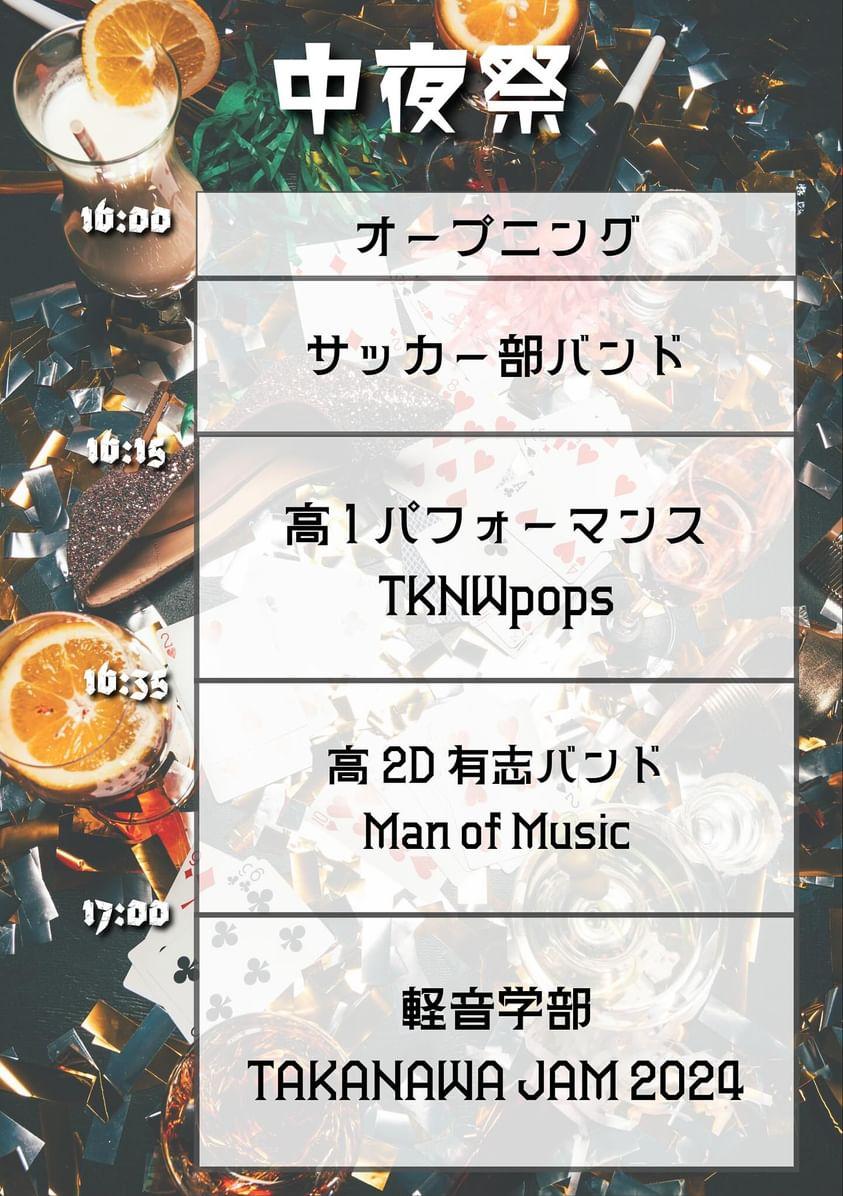 中夜祭
16:00
オープニング
サッカー部バンド
16:15
高1パフォーマンス
TKNWpops
16:35
高2D有志バンド
Man of Music
17:00
軽音学部
TAKANAWA JAM 2024